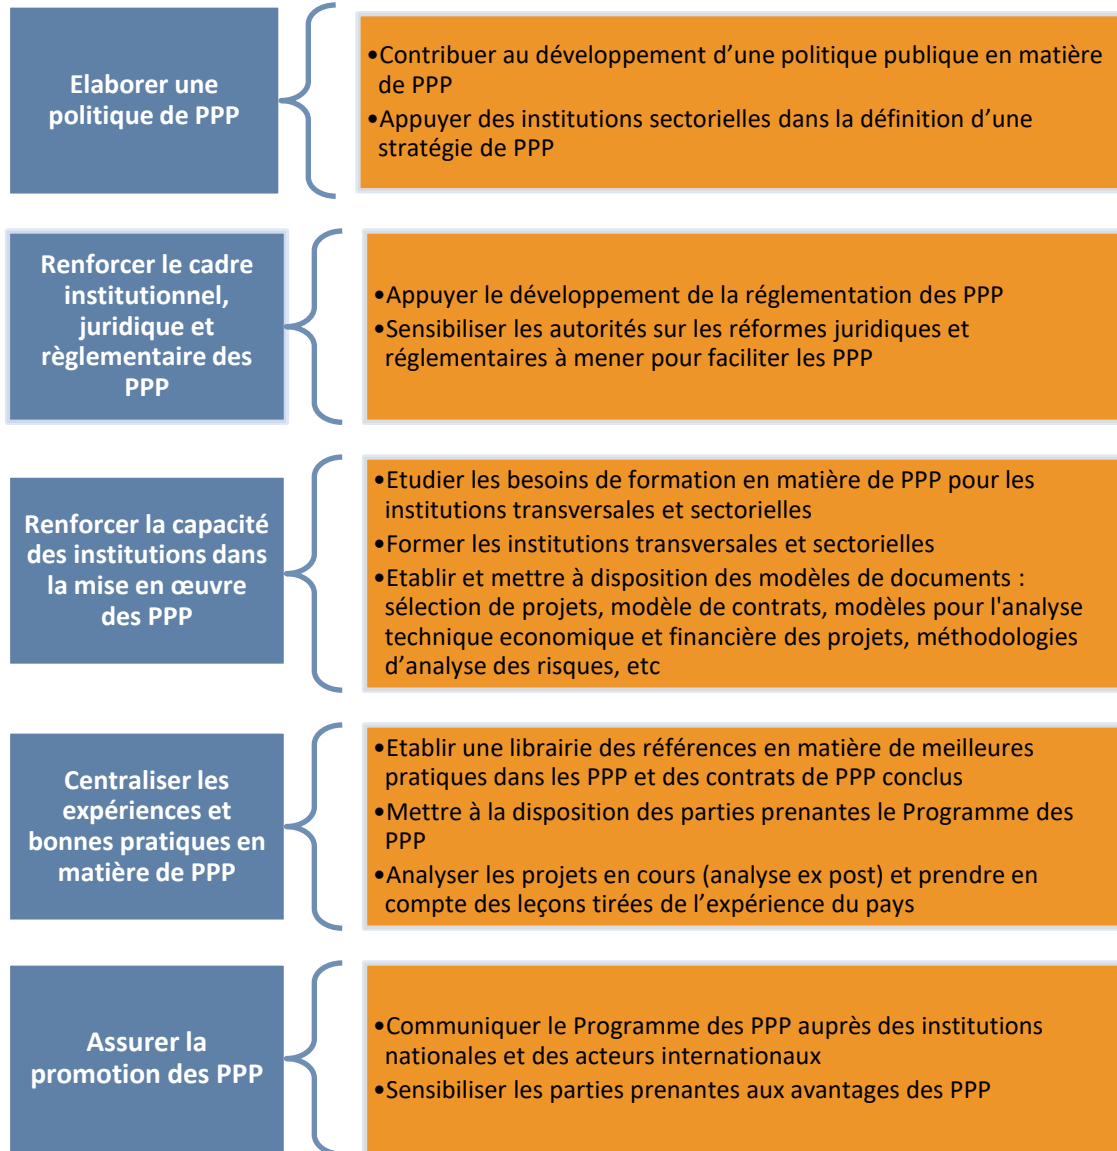 Elaborer une
politique de PPP
•Contribuer au développement d’une politique publique en matière
de PPP
•Appuyer des institutions sectorielles dans la définition d’une
stratégie de PPP
Renforcer le cadre
institutionnel,
juridique et
règlementaire des
PPP
•Appuyer le développement de la réglementation des PPP
•Sensibiliser les autorités sur les réformes juridiques et
réglementaires à mener pour faciliter les PPP
Renforcer la capacité
des institutions dans
la mise en œuvre
des PPP
•Etudier les besoins de formation en matière de PPP pour les
institutions transversales et sectorielles
•Former les institutions transversales et sectorielles
•Etablir et mettre à disposition des modèles de documents :
sélection de projets, modèle de contrats, modèles pour l'analyse
technique economique et financière des projets, méthodologies
d’analyse des risques, etc
Centraliser les
expériences et
bonnes pratiques en
matière de PPP
•Etablir une librairie des références en matière de meilleures
pratiques dans les PPP et des contrats de PPP conclus
•Mettre à la disposition des parties prenantes le Programme des
PPP
•Analyser les projets en cours (analyse ex post) et prendre en
compte des leçons tirées de l’expérience du pays
Assurer la
promotion des PPP
•Communiquer le Programme des PPP auprès des institutions
nationales et des acteurs internationaux
•Sensibiliser les parties prenantes aux avantages des PPP